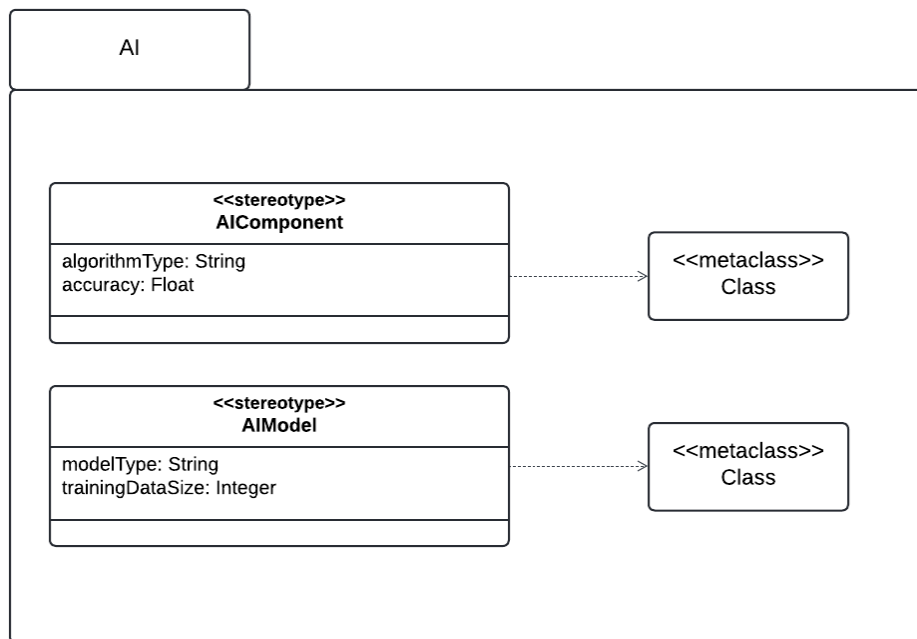 AI
<<stereotype>>
AIComponent
algorithmType: String
accuracy: Float
<<metaclass>>
Class
<<stereotype>>
AIModel
modelType: String
trainingDataSize: Integer
<<metaclass>>
Class